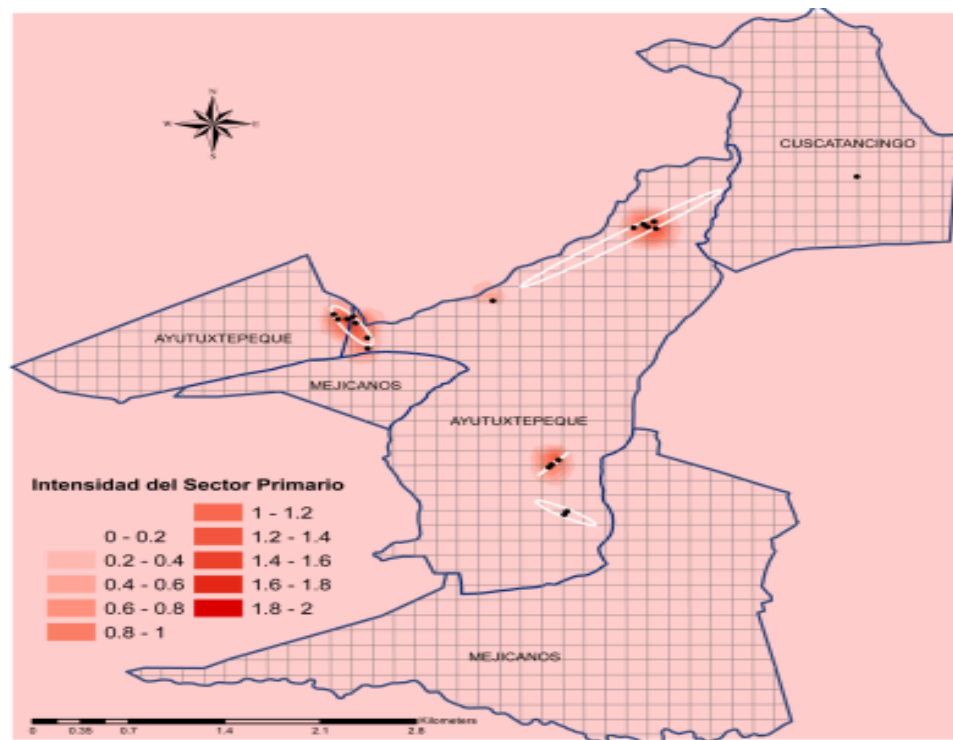 N
W E
S
CUSCATANCINGO
AYUTUXTEPEQUE
MEJICANOS
AYUTUXTEPEQUE
Intensidad del Sector Primario
0 - 0.2
0.2 - 0.4
0.4 - 0.6
0.6 - 0.8
0.8 - 1
1 - 1.2
1.2 - 1.4
1.4 - 1.6
1.6 - 1.8
1.8 - 2
MEJICANOS
Kilometers
0 0.35 0.7 1.4 2.1 2.8